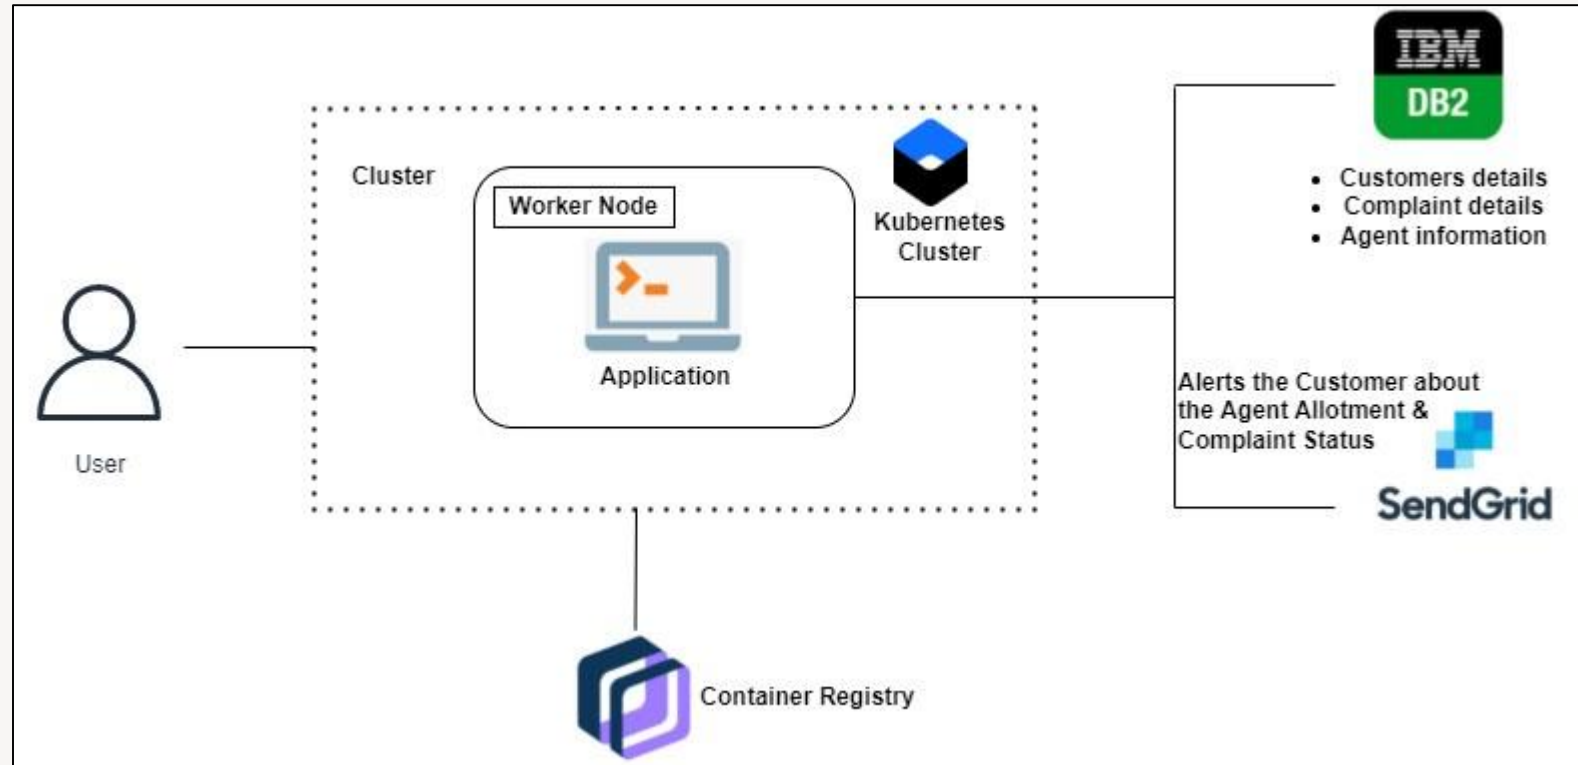 IBM
DB2
Customers details
Complaint details
Agent information
Cluster
Worker Node
Kubernetes
Cluster
Application
User
Alerts the Customer about
the Agent Allotment &
Complaint Status
SendGrid
Container Registry